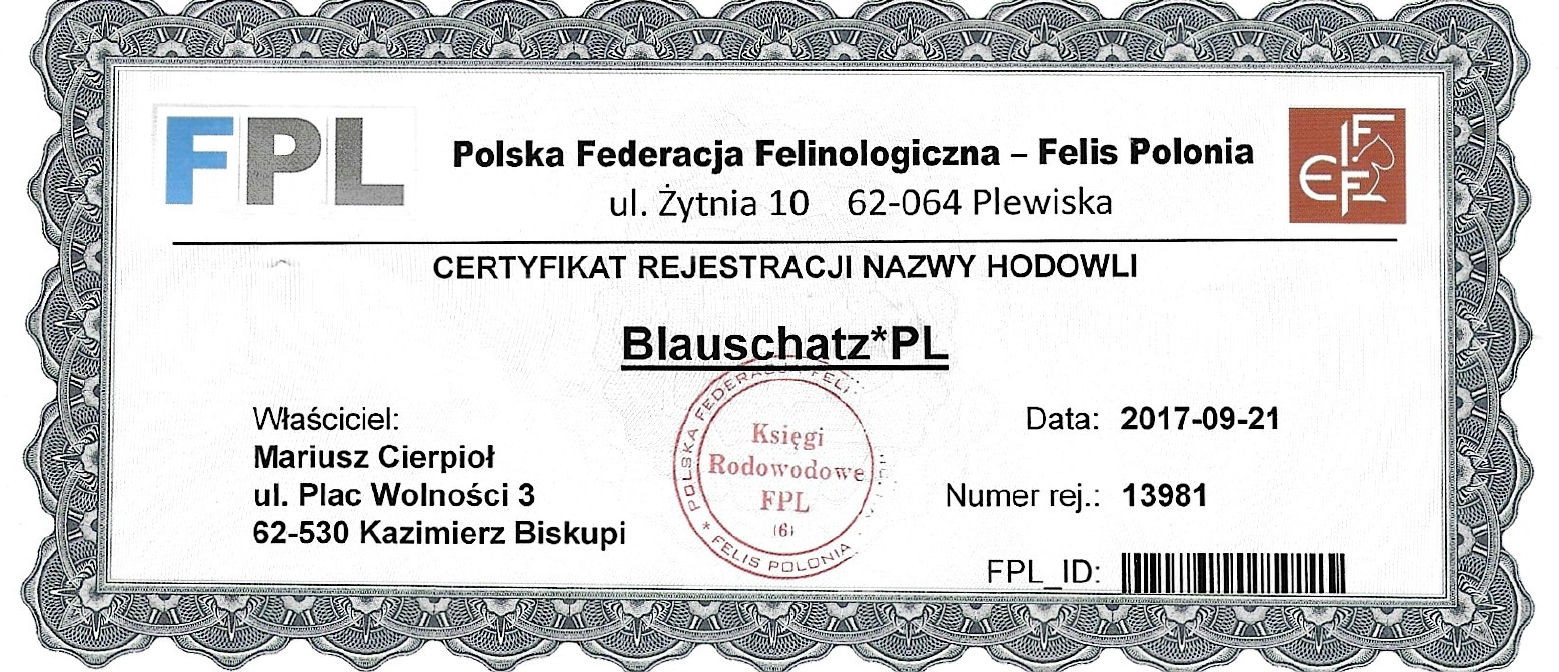 FPL
Polska Federacja Felinologiczna – Felis Polonia
ul. Żytnia 10 62-064 Plewiska
FIFE
CERTYFIKAT REJESTRACJI NAZWY HODOWLI
Blauschatz*PL
Właściciel:
Mariusz Cierpioł
ul. Plac Wolności 3
62-530 Kazimierz Biskupi
* POLSKA FEDERACJA FELI
Księgi
Rodowodowe
FPL
(6)
* FELIS POLONIA
Data: 2017-09-21
Numer rej.: 13981
FPL_ID: